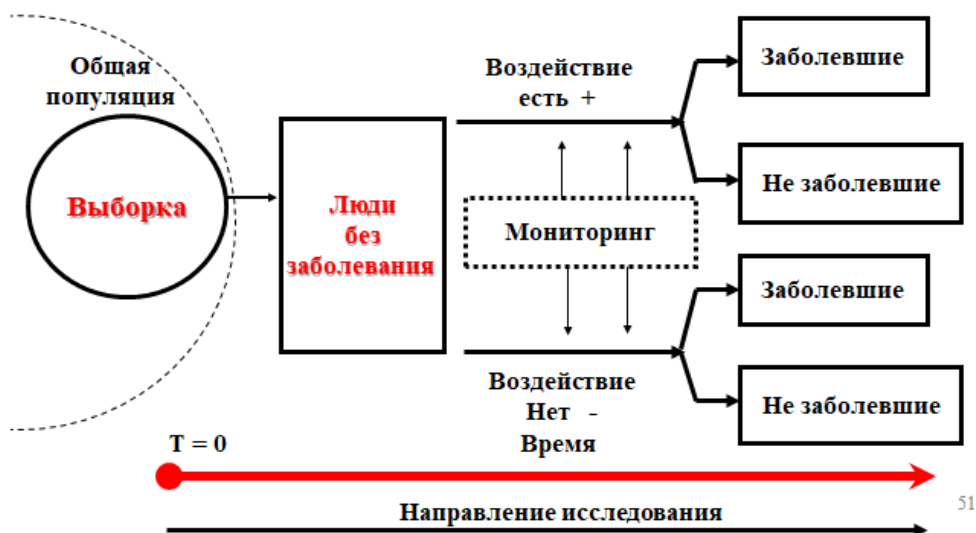 Общая
популяция
Выборка
Люди
без
заболевания
Воздействие
есть +
Мониторинг
Воздействие
Нет -
Время
Заболевшие
Не заболевшие
Заболевшие
Не заболевшие
T = 0
Направление исследования
51